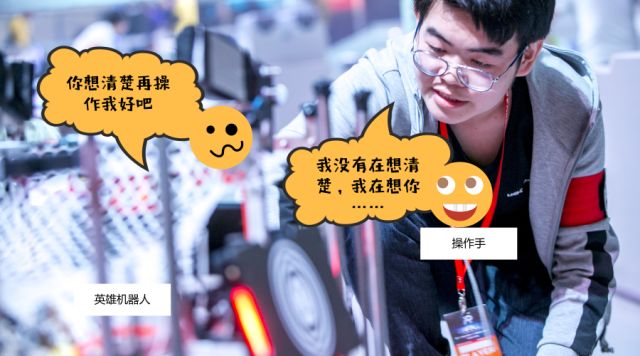 你想清楚再操
作我好吧
我没有在想清
楚，我在想你
……
操作手
英雄机器人